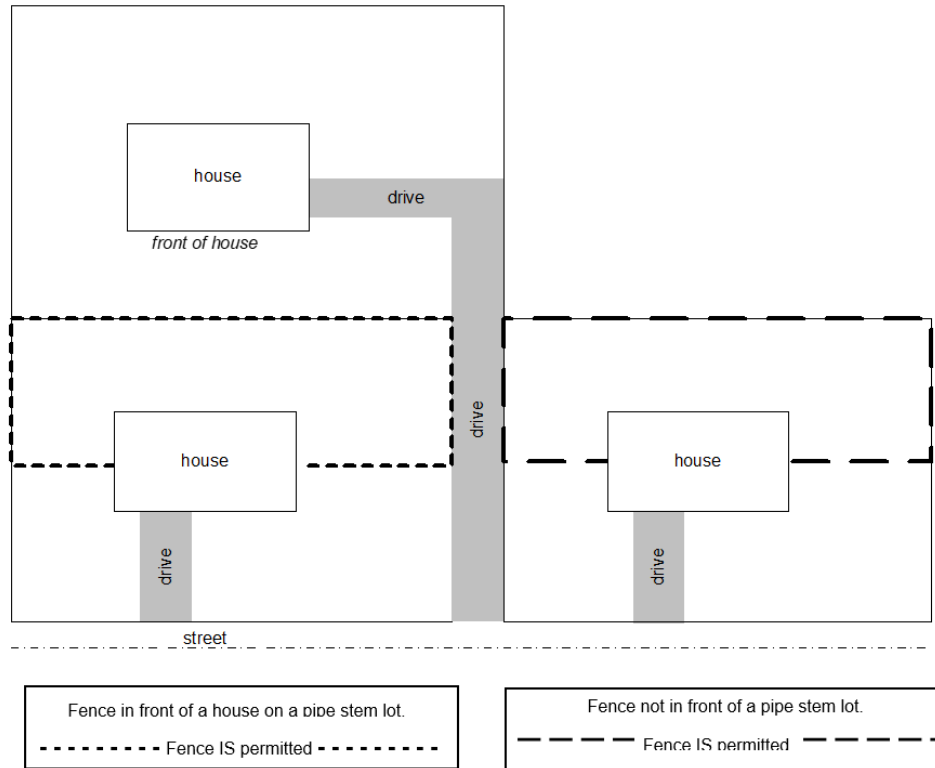 house
drive
front of house
drive
house
house
drive
drive
street
Fence in front of a house on a pipe stem lot.
Fence IS permitted
Fence not in front of a pipe stem lot.
Fence IS permitted